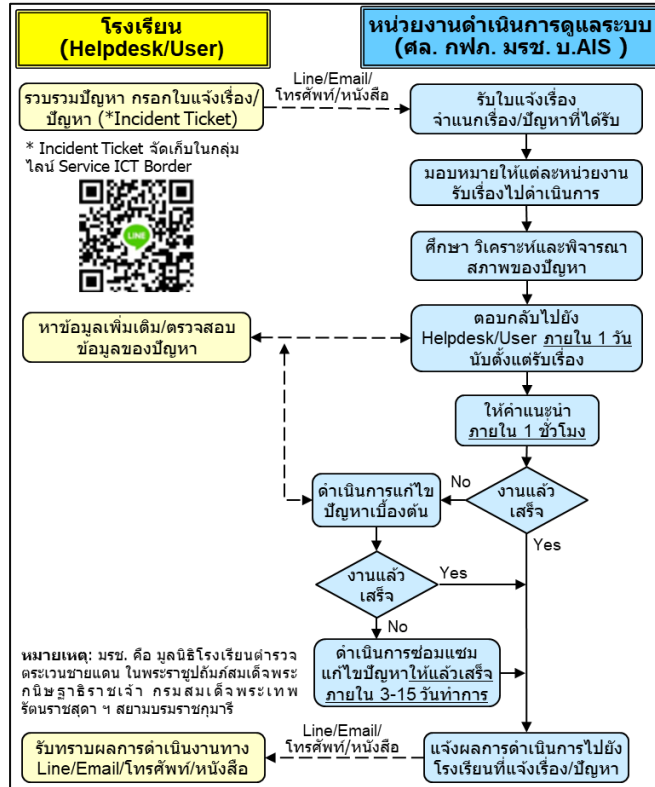 โรงเรียน
(Helpdesk/User)
หน่วยงานดำเนินการดูแลระบบ
(ศล. กฟภ. มรช. บ.AIS )
รวบรวมปัญหา กรอกใบแจ้งเรื่อง/
ปัญหา (*Incident Ticket)
Line/Email/
โทรศัพท์/หนังสือ
รับใบแจ้งเรื่อง
จำแนกเรื่อง/ปัญหาที่ได้รับ
* Incident Ticket จัดเก็บในกลุ่ม
ไลน์ Service ICT Border
LINE
มอบหมายให้แต่ละหน่วยงาน
รับเรื่องไปดำเนินการ
ศึกษา วิเคราะห์และพิจารณา
สภาพของปัญหา
หาข้อมูลเพิ่มเติม/ตรวจสอบ
ข้อมูลของปัญหา
ตอบกลับไปยัง
Helpdesk/User ภายใน 1 วัน
นับตั้งแต่รับเรื่อง
ให้คำแนะนำ
ภายใน 1 ชั่วโมง
งานแล้ว
เสร็จ
No
Yes
ดำเนินการแก้ไข
ปัญหาเบื้องต้น
งานแล้ว
เสร็จ
Yes
No
ดำเนินการซ่อมแซม
แก้ไขปัญหาให้แล้วเสร็จ
ภายใน 3-15 วันทำการ
หมายเหตุ: มรช. คือ มูลนิธิโรงเรียนตำรวจ
ตระเวนชายแดน ในพระราชูปถัมภ์สมเด็จพระ
กนิษฐาธิราชเจ้า กรมสมเด็จพระเทพ
รัตนราชสุดา ฯ สยามบรมราชกุมารี
รับทราบผลการดำเนินงานทาง
Line/Email/โทรศัพท์/หนังสือ
Line/Email/
โทรศัพท์/หนังสือ
แจ้งผลการดำเนินการไปยัง
โรงเรียนที่แจ้งเรื่อง/ปัญหา